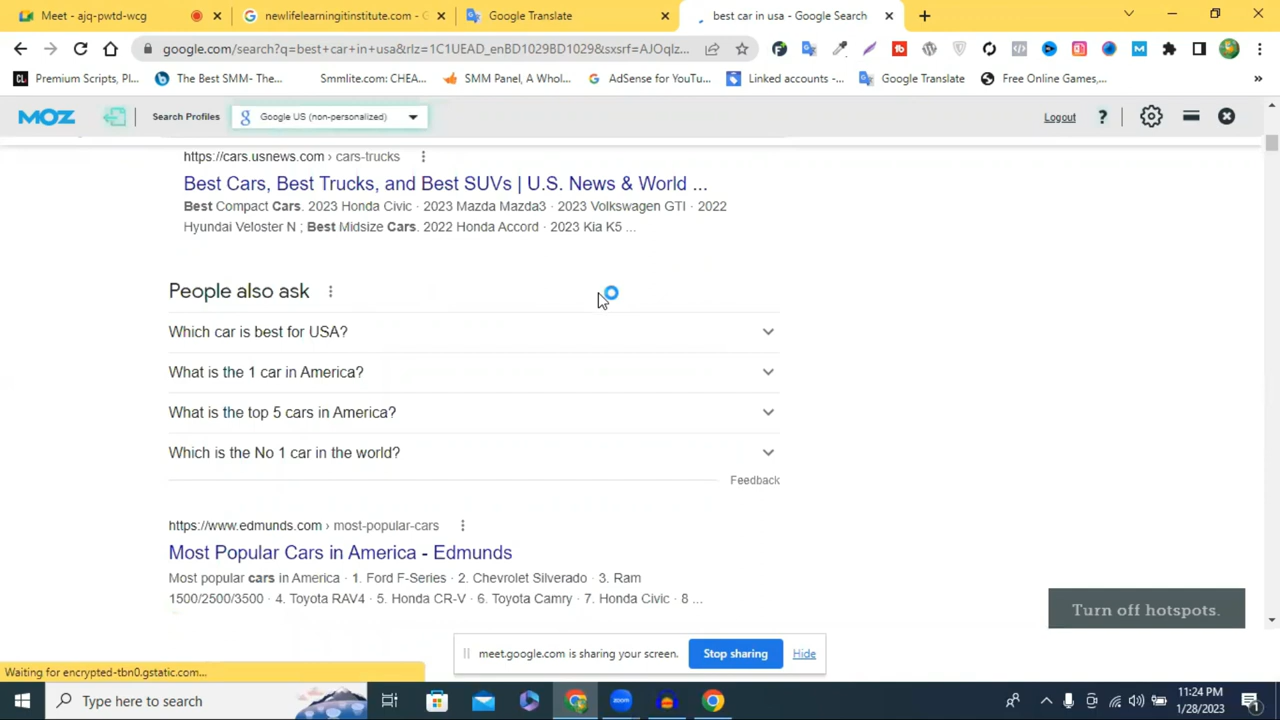 Meet - ajq-pwtd-wcg
newlifelearningitinstitute.com - G
Google Translate
best car in usa - Google Search
google.com/search?q=best+car+in+usa&rlz=1C1UEAD_enBD1029BD1029&sxsrf=AJOqlz...
CL Premium Scripts, Pl...
The Best SMM- The...
Smmlite.com: CHEA...
SMM Panel, A Whol...
AdSense for YouTu...
Linked accounts -...
Google Translate
Free Online Games,...
MOZ
Search Profiles
Google US (non-personalized)
Logout
?
https://cars.usnews.com › cars-trucks
Best Cars, Best Trucks, and Best SUVs | U.S. News & World ...
Best Compact Cars. 2023 Honda Civic · 2023 Mazda Mazda3 · 2023 Volkswagen GTI · 2022
Hyundai Veloster N ; Best Midsize Cars. 2022 Honda Accord · 2023 Kia K5 ...
People also ask
Which car is best for USA?
What is the 1 car in America?
What is the top 5 cars in America?
Which is the No 1 car in the world?
Feedback
https://www.edmunds.com › most-popular-cars
Most Popular Cars in America - Edmunds
Most popular cars in America · 1. Ford F-Series · 2. Chevrolet Silverado · 3. Ram
1500/2500/3500 · 4. Toyota RAV4 · 5. Honda CR-V · 6. Toyota Camry · 7. Honda Civic · 8 ...
Turn off hotspots.
meet.google.com is sharing your screen.
Stop sharing
Hide
Waiting for encrypted-tbn0.gstatic.com...
Type here to search
zoom
11:24 PM
1/28/2023
1